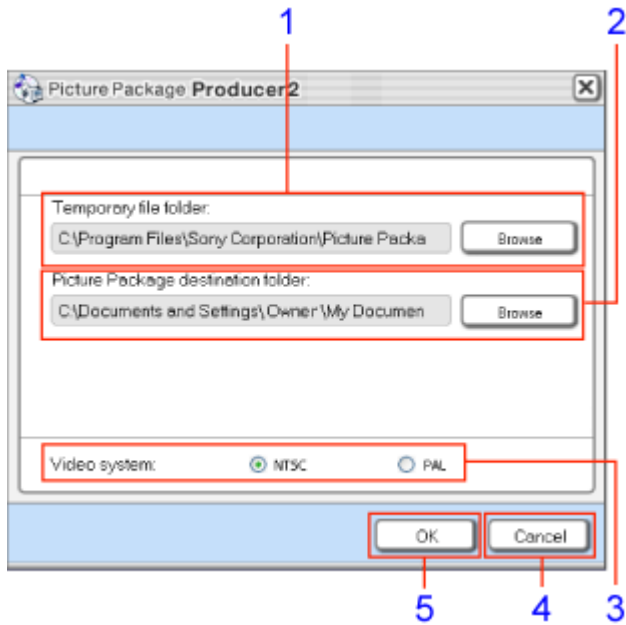 1 2
Picture Package Producer2
Temporary file folder:
C:\Program Files\Sony Corporation\Picture Packa Browse
Picture Package destination folder:
C:\Documents and Settings\Owner\My Documen Browse
Video system: NTSC PAL
OK Cancel
5 4 3